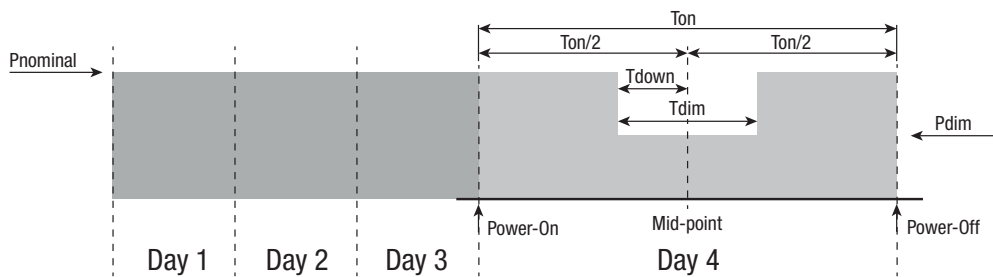 Ton
Ton/2 Ton/2
Pnominal
Tdown
Tdim
Pdim
Power-On Mid-point Power-Off
Day 1 Day 2 Day 3 Day 4